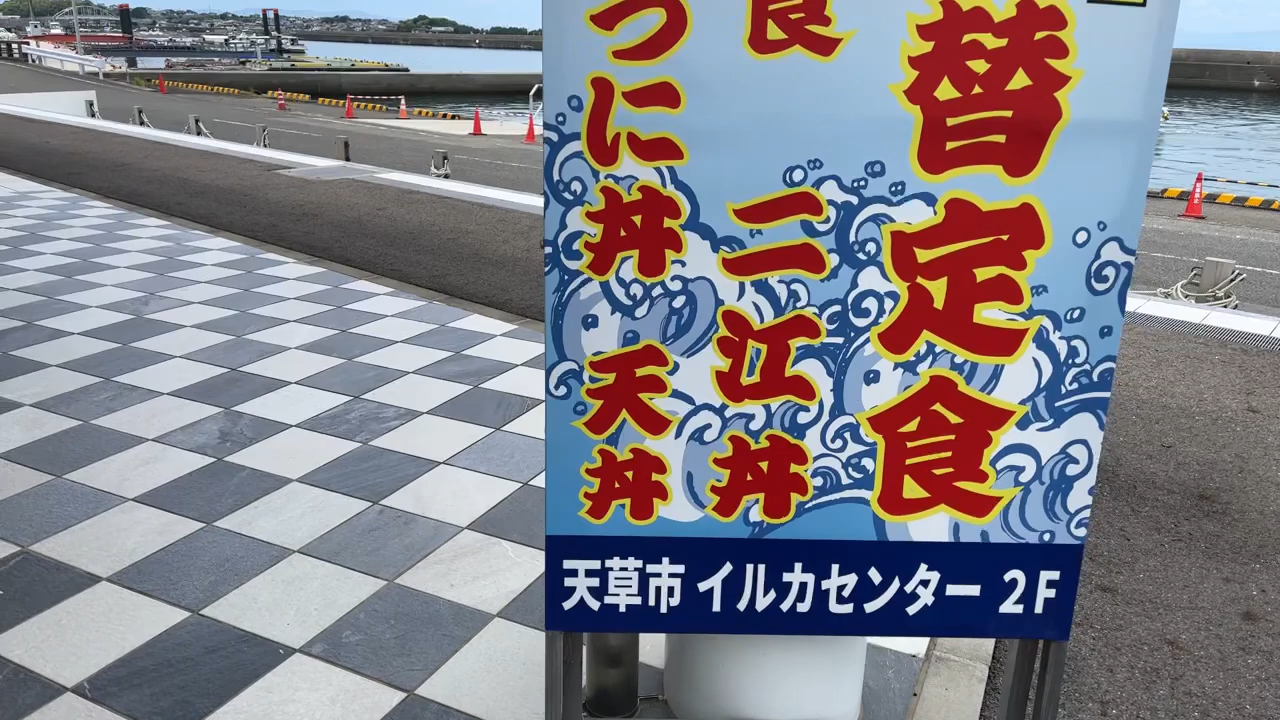 替定食
食 二江丼
つに丼 天丼
天草市 イルカセンター 2F